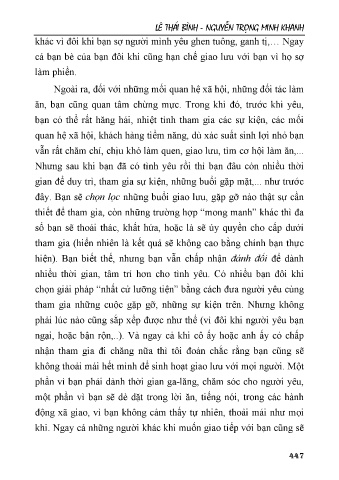 LÊ THÁI BÌNH - NGUYỄN TRỌNG MINH KHANH
khác vì đôi khi bạn sợ người mình yêu ghen tuông, ganh tị,… Ngay
cả bạn bè của bạn đôi khi cũng hạn chế giao lưu với bạn vì họ sợ
làm phiền.
Ngoài ra, đối với những mối quan hệ xã hội, những đối tác làm
ăn, bạn cũng quan tâm chừng mực. Trong khi đó, trước khi yêu,
bạn có thể rất hăng hái, nhiệt tình tham gia các sự kiện, các mối
quan hệ xã hội, khách hàng tiềm năng, dù xác suất sinh lợi nhỏ bạn
vẫn rất chăm chỉ, chịu khó làm quen, giao lưu, tìm cơ hội làm ăn,...
Nhưng sau khi bạn đã có tình yêu rồi thì bạn đâu còn nhiều thời
gian để duy trì, tham gia sự kiện, những buổi gặp mặt,... như trước
đây. Bạn sẽ chọn lọc những buổi giao lưu, gặp gỡ nào thật sự cần
thiết để tham gia, còn những trường hợp “mong manh” khác thì đa
số bạn sẽ thoái thác, khất hứa, hoặc là sẽ ủy quyền cho cấp dưới
tham gia (hiển nhiên là kết quả sẽ không cao bằng chính bạn thực
hiện). Bạn biết thế, nhưng bạn vẫn chấp nhận đánh đổi để dành
nhiều thời gian, tâm trí hơn cho tình yêu. Có nhiều bạn đôi khi
chọn giải pháp “nhất cử lưỡng tiện” bằng cách đưa người yêu cùng
tham gia những cuộc gặp gỡ, những sự kiện trên. Nhưng không
phải lúc nào cũng sắp xếp được như thế (vì đôi khi người yêu bạn
ngại, hoặc bận rộn,..). Và ngay cả khi cô ấy hoặc anh ấy có chấp
nhận tham gia đi chăng nữa thì tôi đoán chắc rằng bạn cũng sẽ
không thoải mái hết mình để sinh hoạt giao lưu với mọi người. Một
phần vì bạn phải dành thời gian ga-lăng, chăm sóc cho người yêu,
một phần vì bạn sẽ dè dặt trong lời ăn, tiếng nói, trong các hành
động xã giao, vì bạn không cảm thấy tự nhiên, thoải mái như mọi
khi. Ngay cả những người khác khi muốn giao tiếp với bạn cũng sẽ
447